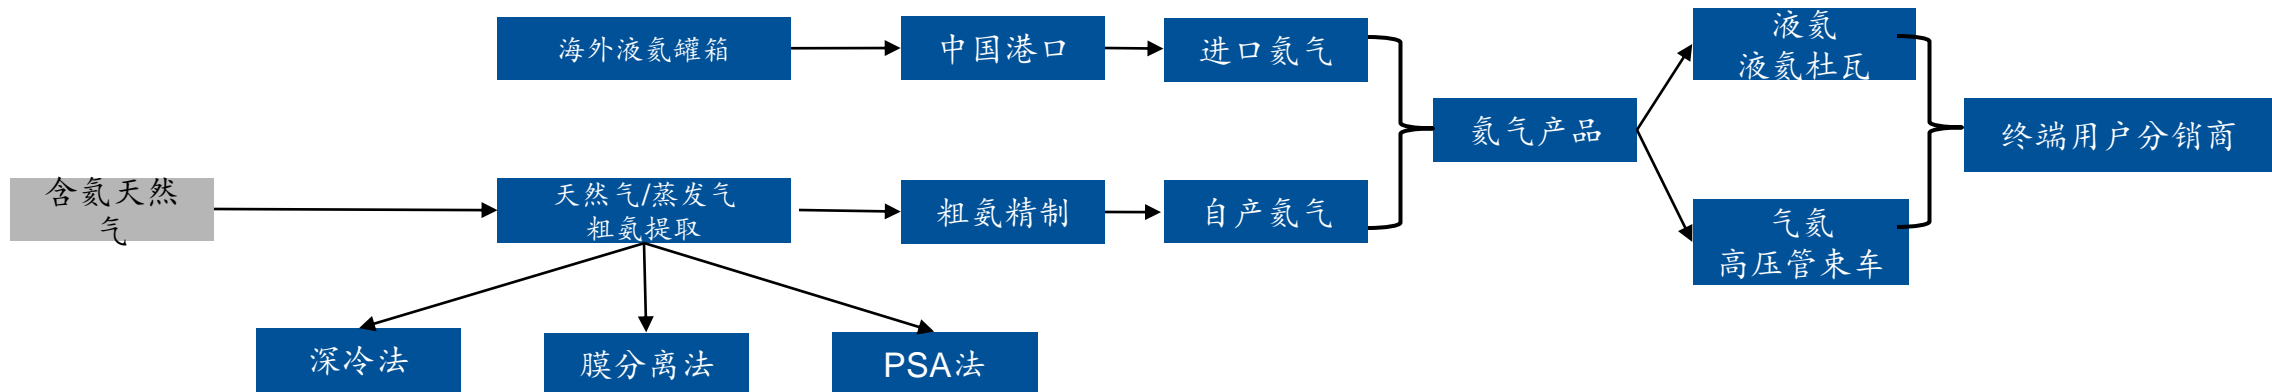 海外液氦罐箱
中国港口
进口氦气
液氦
液氦杜瓦
氦气产品
终端用户分销商
含氦天然
气
天然气/蒸发气
粗氨提取
粗氨精制
自产氦气
气氦
高压管束车
深冷法
膜分离法
PSA法